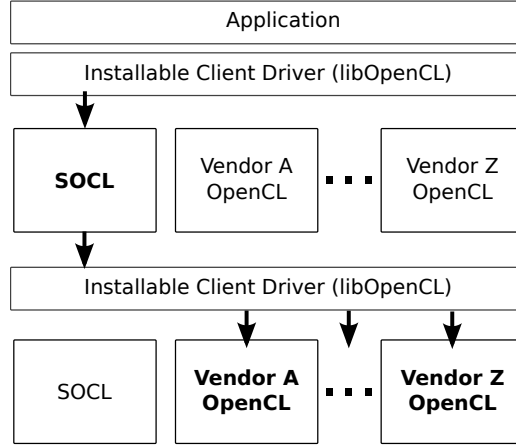 Application
Installable Client Driver (libOpenCL)
SOCL
Vendor A
OpenCL
Vendor Z
OpenCL
Installable Client Driver (libOpenCL)
SOCL
Vendor A
OpenCL
Vendor Z
OpenCL